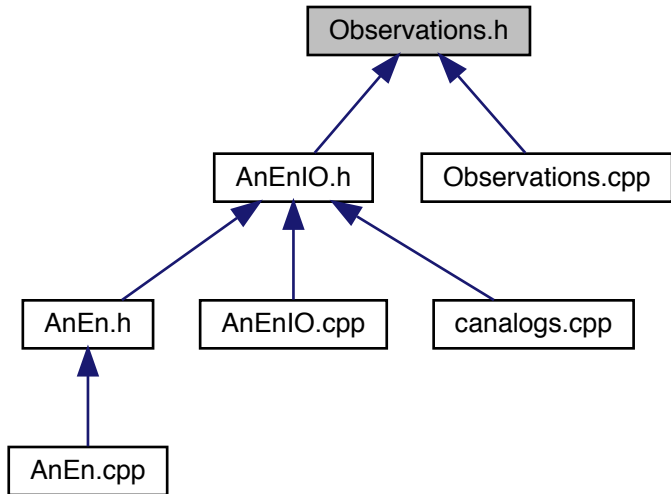 Observations.h
AnEnIO.h
Observations.cpp
AnEn.h
AnEnIO.cpp
canalogs.cpp
AnEn.cpp